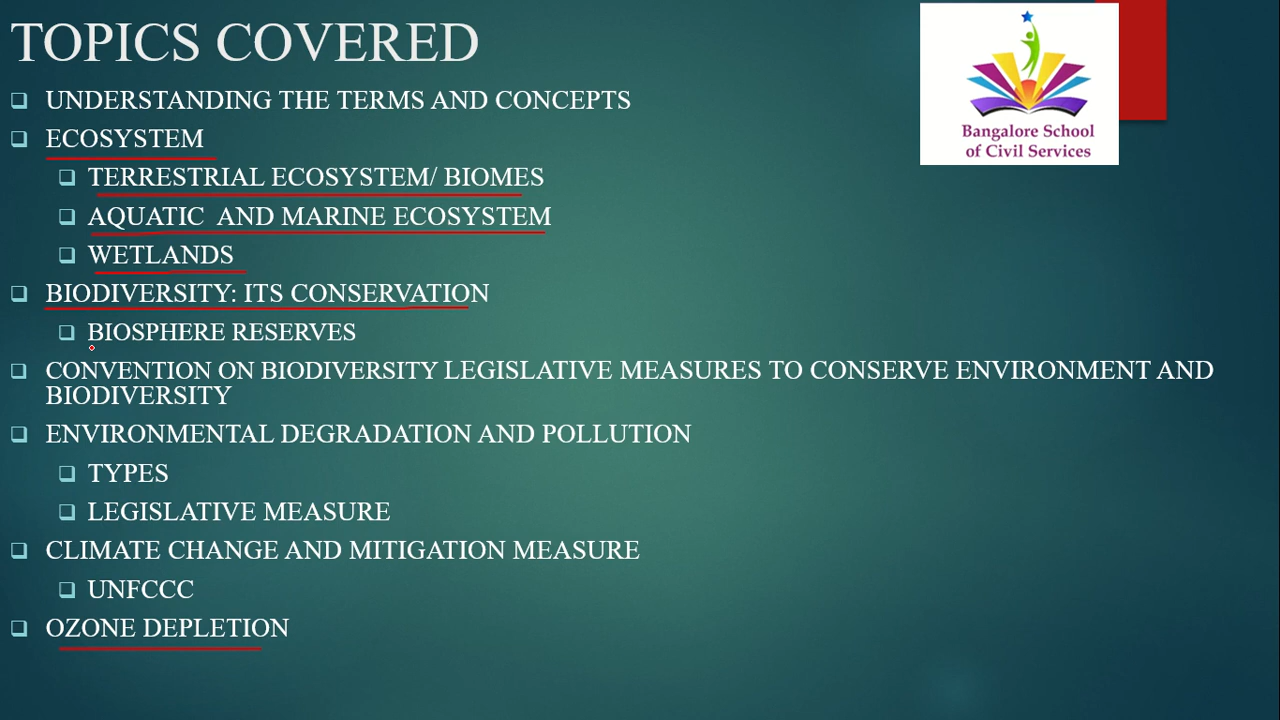 TOPICS COVERED
Bangalore School
of Civil Services
UNDERSTANDING THE TERMS AND CONCEPTS
ECOSYSTEM
TERRESTRIAL ECOSYSTEM/ BIOMES
AQUATIC AND MARINE ECOSYSTEM
WETLANDS
BIODIVERSITY: ITS CONSERVATION
BIOSPHERE RESERVES
CONVENTION ON BIODIVERSITY LEGISLATIVE MEASURES TO CONSERVE ENVIRONMENT AND
BIODIVERSITY
ENVIRONMENTAL DEGRADATION AND POLLUTION
TYPES
LEGISLATIVE MEASURE
CLIMATE CHANGE AND MITIGATION MEASURE
UNFCCC
OZONE DEPLETION